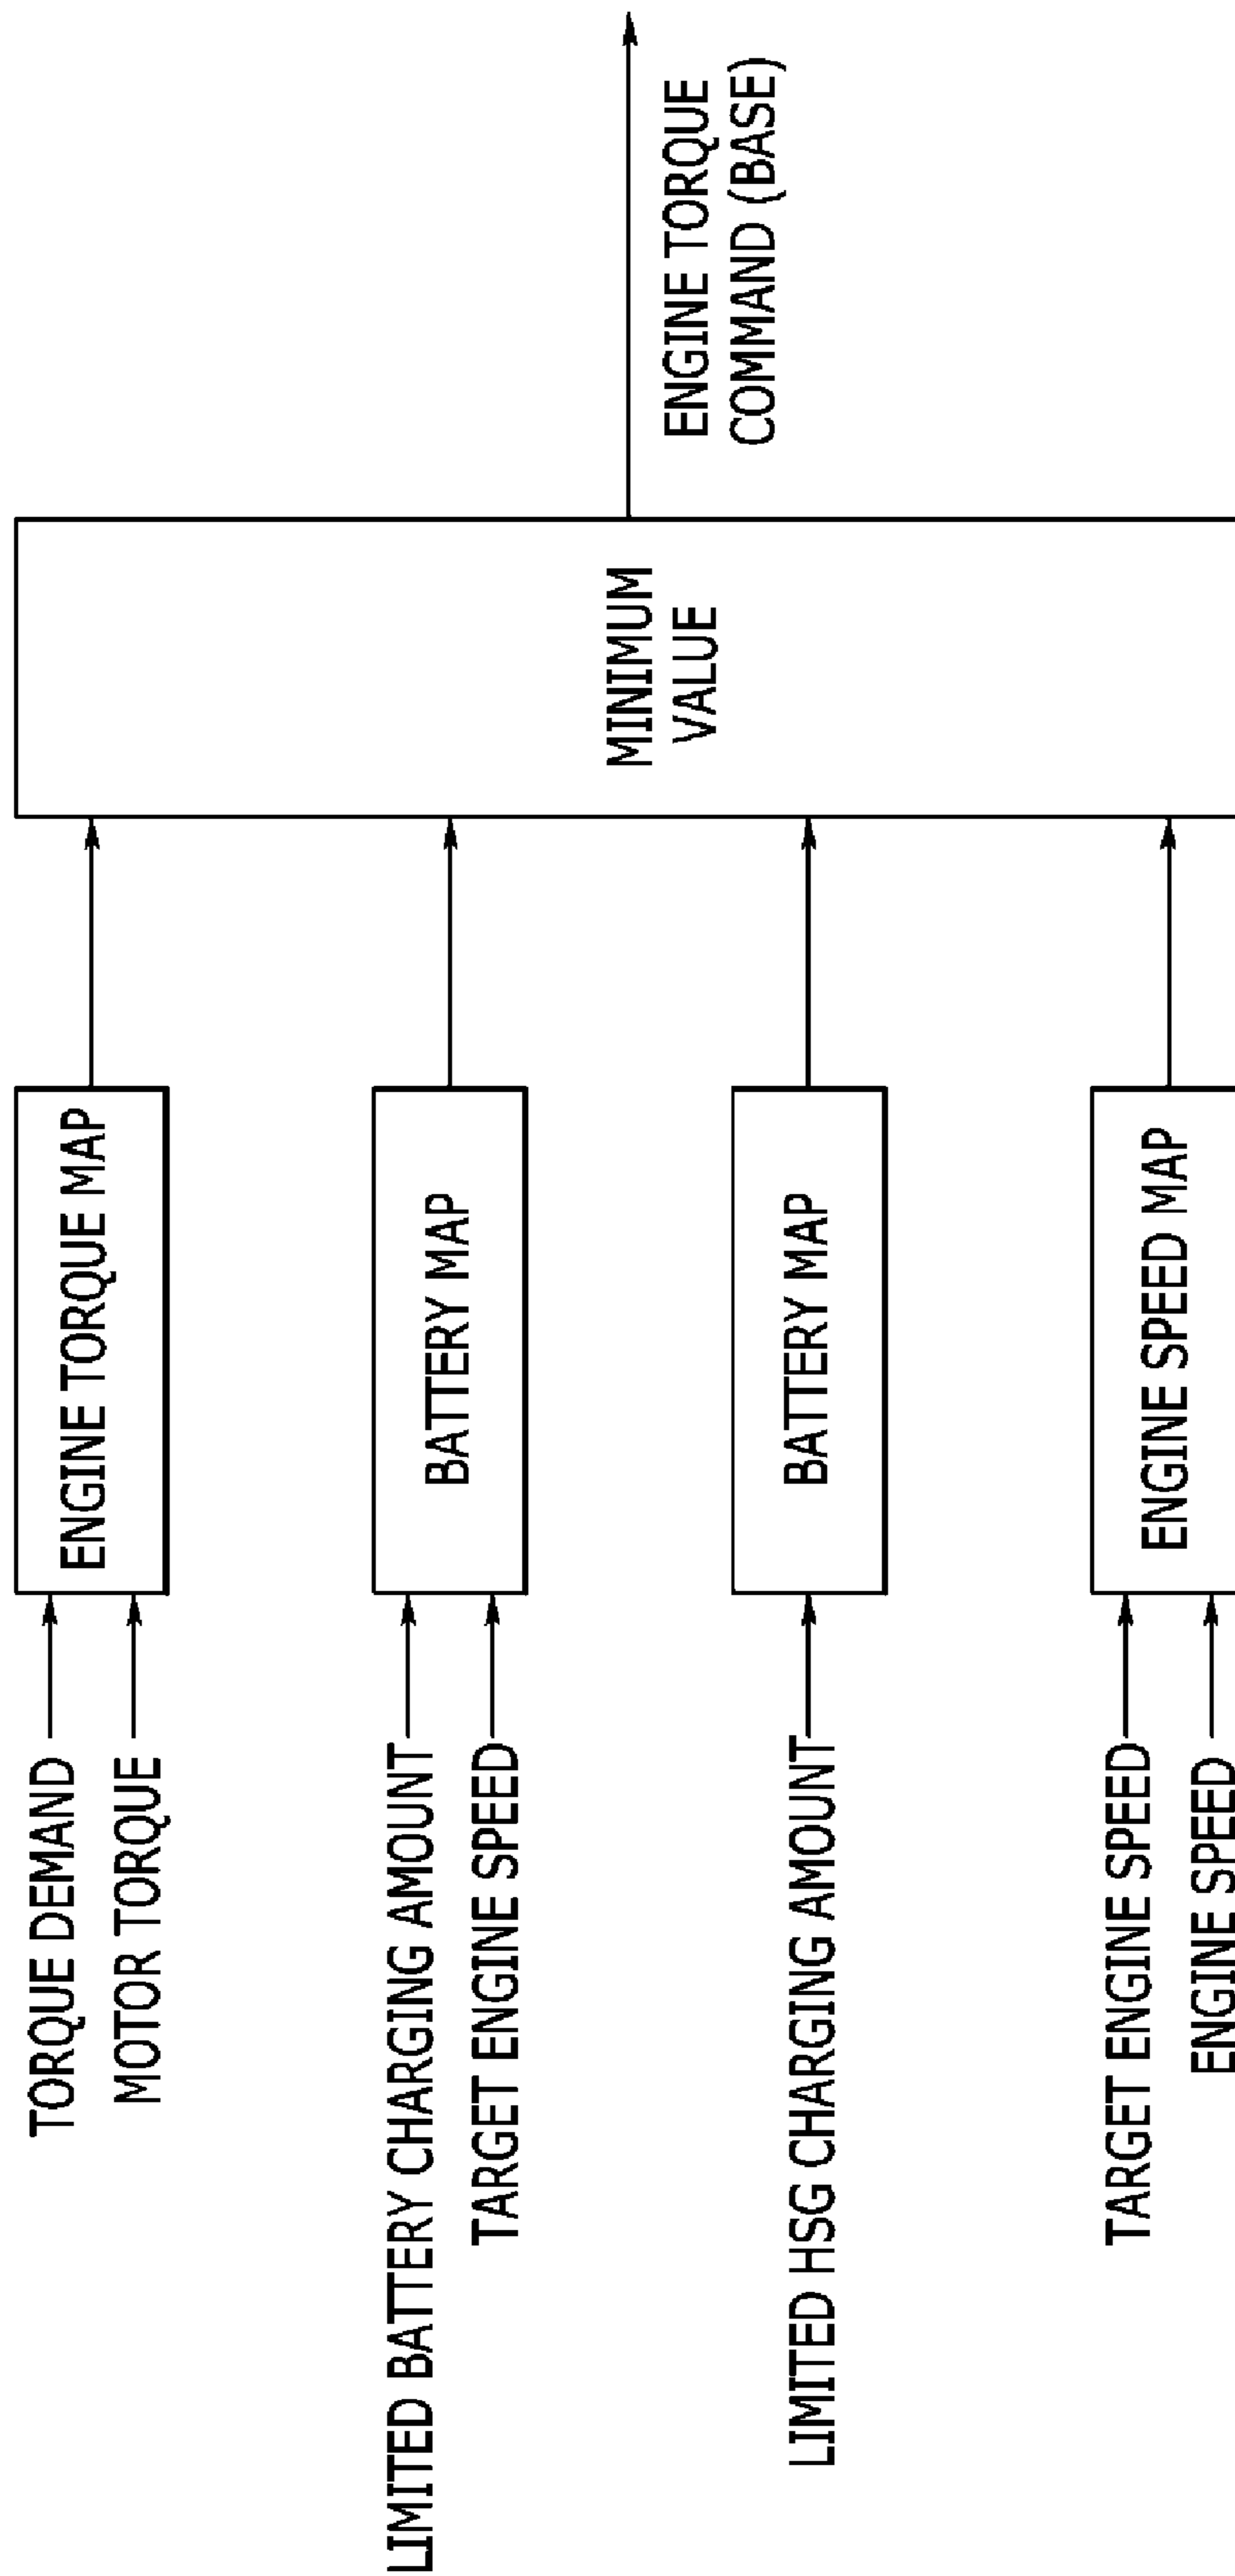 TORQUE DEMAND
MOTOR TORQUE
ENGINE TORQUE MAP
LIMITED BATTERY CHARGING AMOUNT
TARGET ENGINE SPEED
BATTERY MAP
LIMITED HSG CHARGING AMOUNT
BATTERY MAP
TARGET ENGINE SPEED
ENGINE SPEED
ENGINE SPEED MAP
MINIMUM
VALUE
ENGINE TORQUE
COMMAND (BASE)